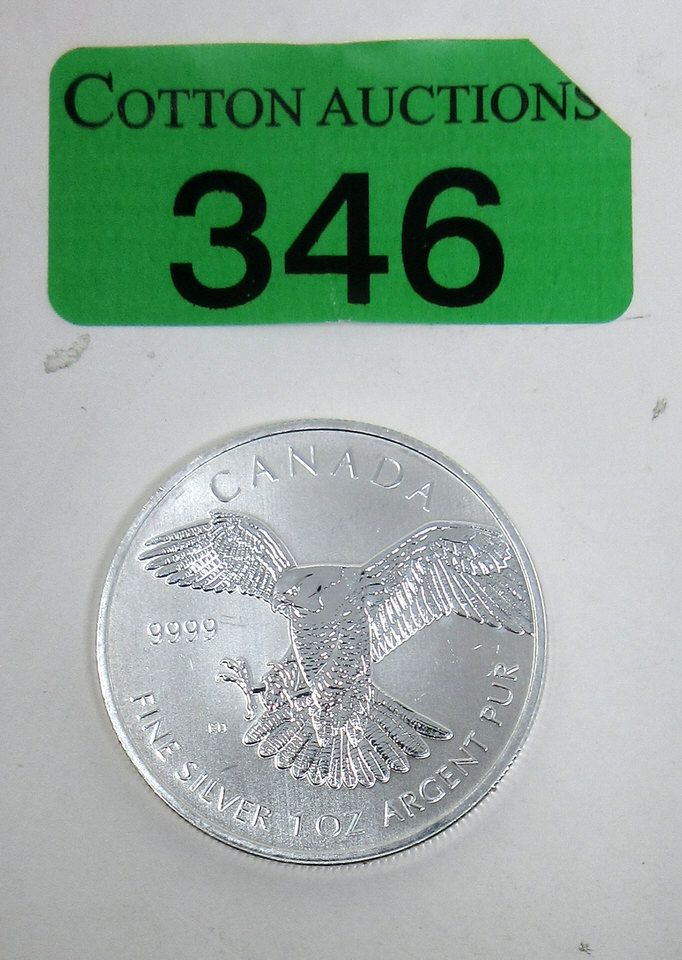 COTTON AUCTIONS
346
CANADA
9999
FINE SILVER 1 OZ ARGENT PUR